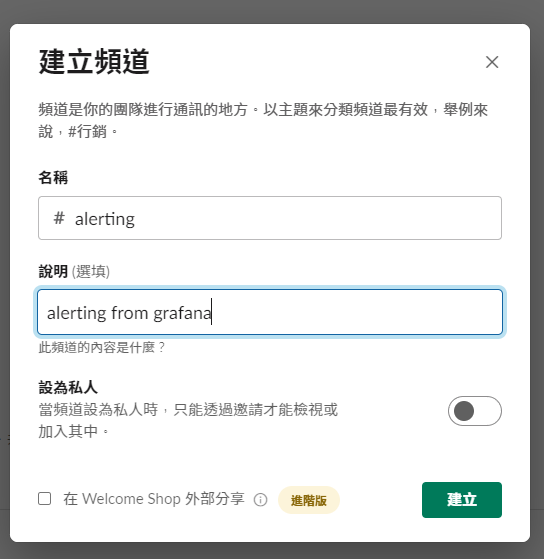 建立頻道
頻道是你的團隊進行通訊的地方。以主題來分類頻道最有效，舉例來
說，#行銷。
名稱
# alerting
說明 (選填)
alerting from grafana
此頻道的內容是什麼？
設為私人
當頻道設為私人時，只能透過邀請才能檢視或
加入其中。
在 Welcome Shop 外部分享 進階版
建立